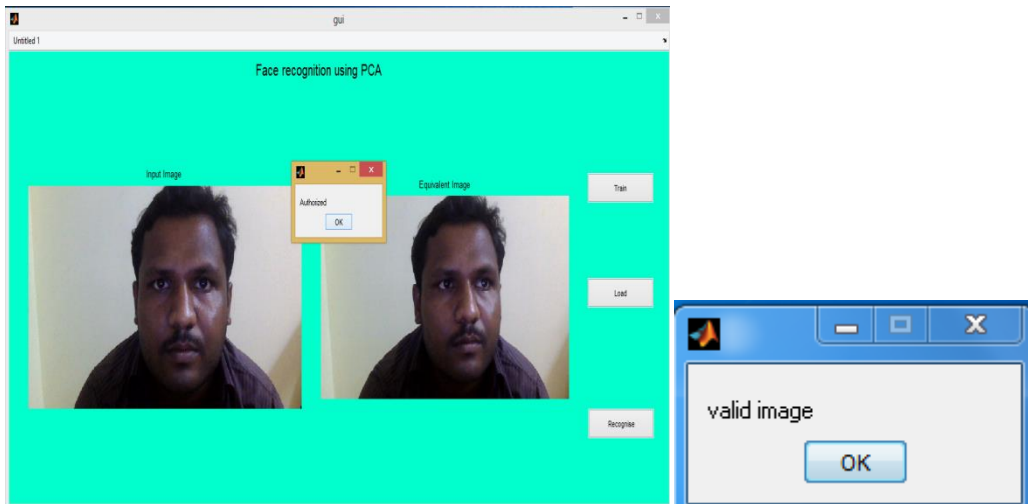 gui
Untitled 1
Face recognition using PCA
Input Image
Authorized
OK
Equivalent Image
Train
Load
Recognise
valid image
OK